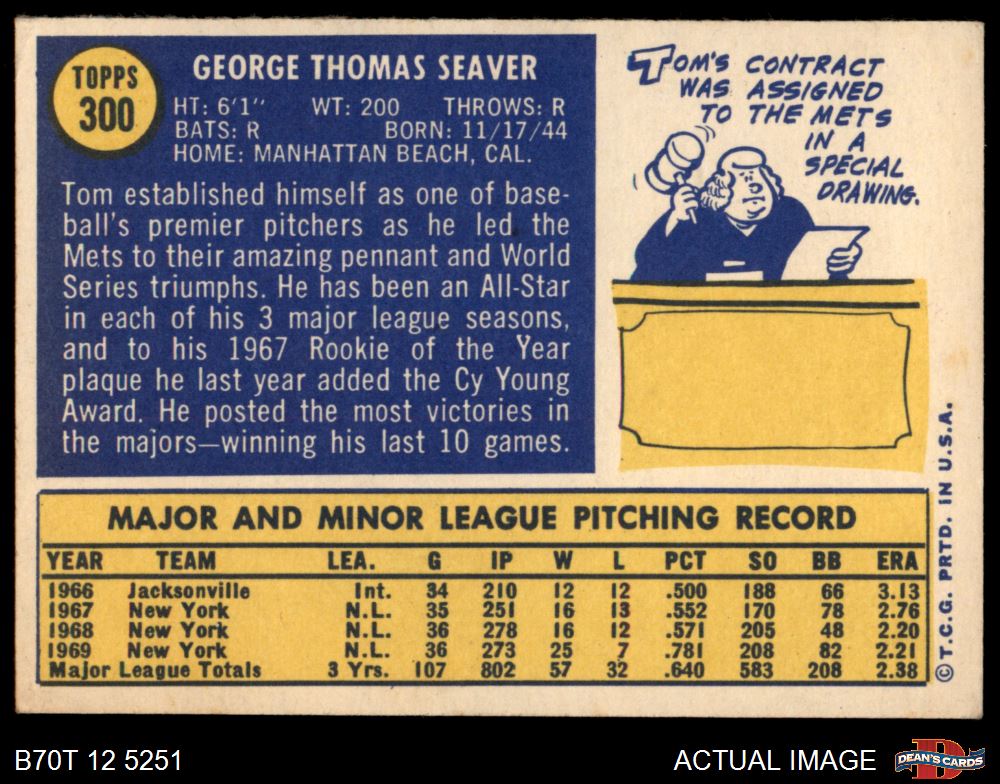 TOPPS
300
GEORGE THOMAS SEAVER
HT: 6'1" WT: 200 THROWS: R
BATS: R BORN: 11/17/44
HOME: MANHATTAN BEACH, CAL.
Tom established himself as one of base-
ball's premier pitchers as he led the
Mets to their amazing pennant and World
Series triumphs. He has been an All-Star
in each of his 3 major league seasons,
and to his 1967 Rookie of the Year
plaque he last year added the Cy Young
Award. He posted the most victories in
the majors—winning his last 10 games.
TOM'S CONTRACT
WAS ASSIGNED
TO THE METS
IN A
SPECIAL
DRAWING.
MAJOR AND MINOR LEAGUE PITCHING RECORD
YEAR TEAM LEA. G IP W L PCT SO BB ERA
1966 Jacksonville Int. 34 210 12 12 .500 188 66 3.13
1967 New York N.L. 35 251 16 13 .552 170 78 2.76
1968 New York N.L. 36 278 16 12 .571 205 48 2.20
1969 New York N.L. 36 273 25 7 .781 208 82 2.21
Major League Totals 3 Yrs. 107 802 57 32 .640 583 208 2.38
© T.C.G. PRTD. IN U.S.A.
B70T 12 5251
ACTUAL IMAGE
DEAN'S CARDS